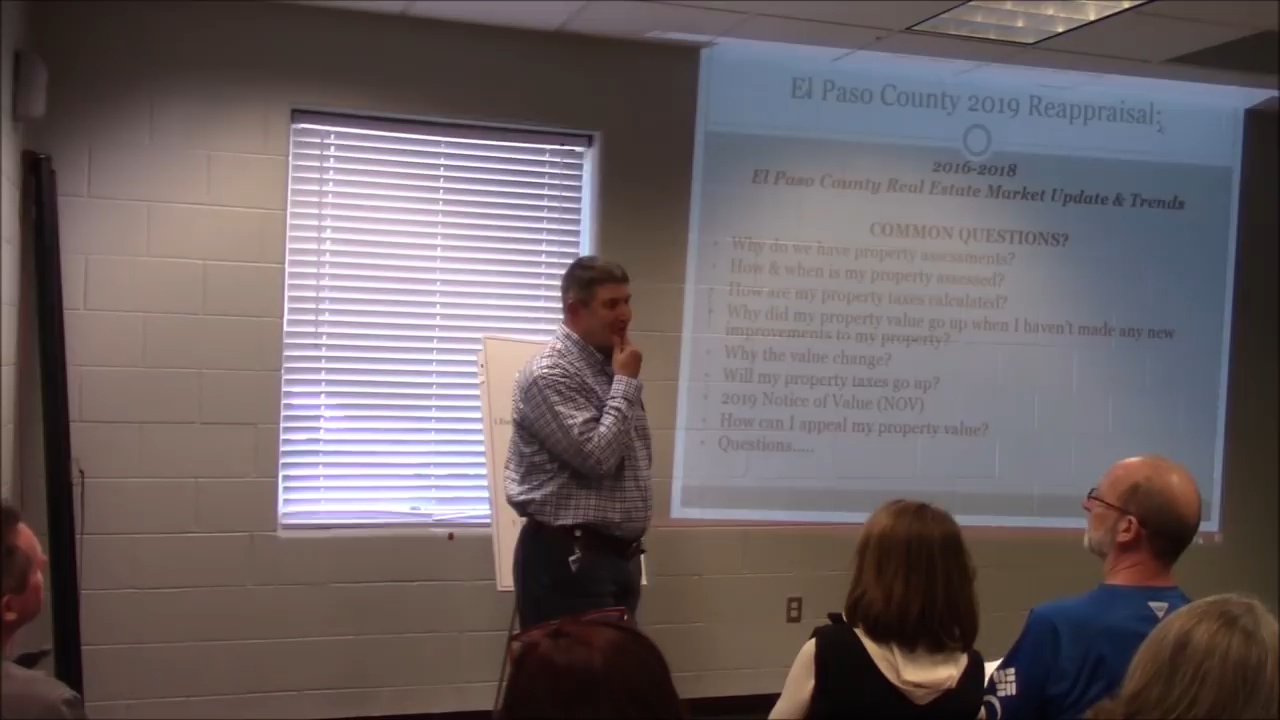 El Paso County 2019 Reappraisal;
2016-2018
El Paso County Real Estate Market Update & Trends
COMMON QUESTIONS?
• Why do we have property assessments?
• How & when is my property assessed?
• How are my property taxes calculated?
• Why did my property value go up when I haven't made any new
improvements to my property?
• Why the value change?
• Will my property taxes go up?
• 2019 Notice of Value (NOV)
• How can I appeal my property value?
• Questions.....